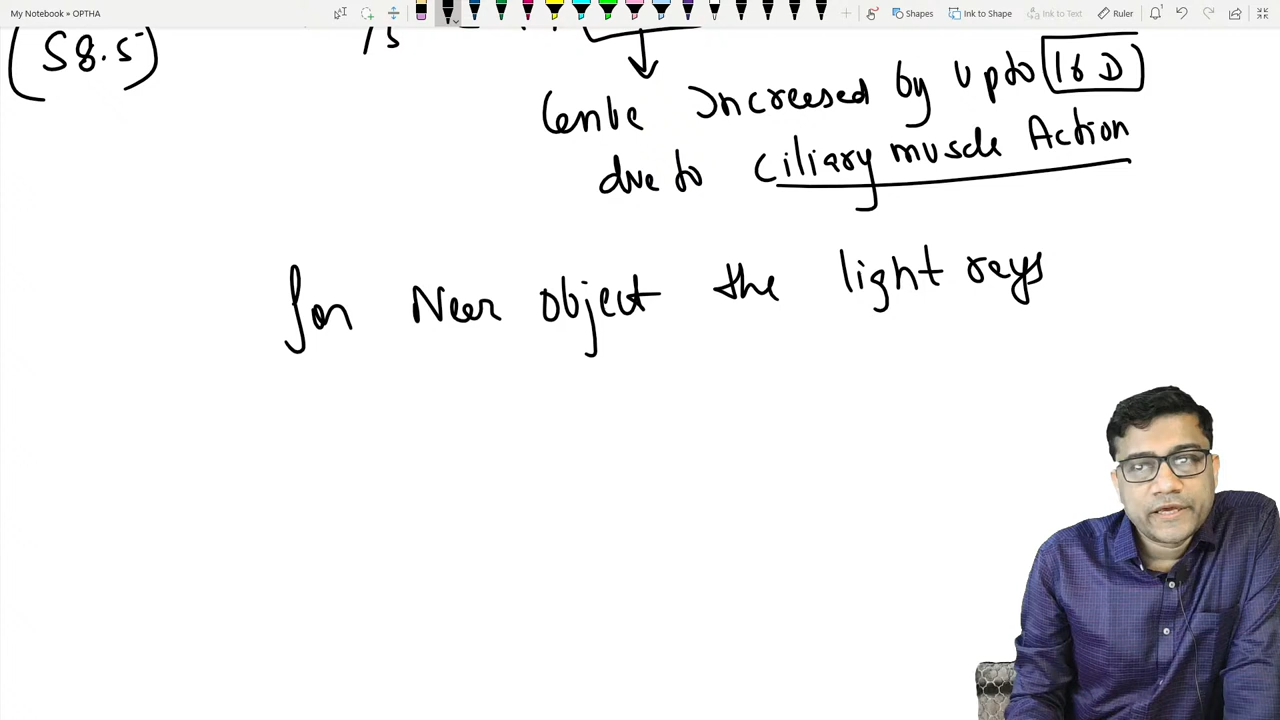 My Notebook » OPTHA
Shapes Ink to Shape Ink to Text Ruler
(58.5)
Increased by upto 16 D
due to ciliary muscle Action
for Near object the light rays